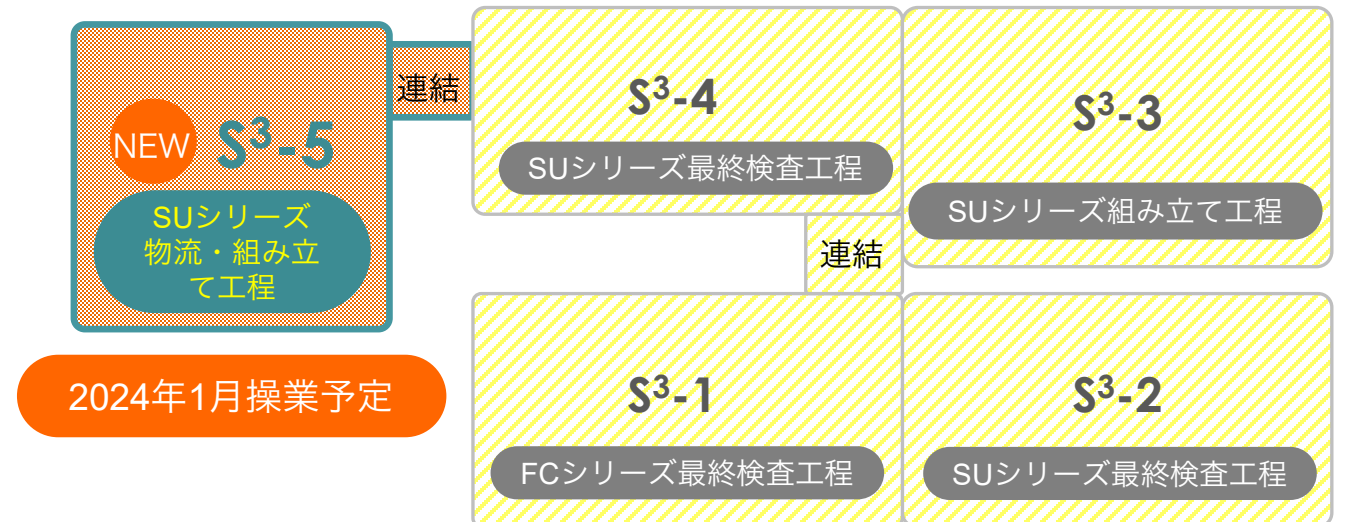 NEW
S³-5
SUシリーズ
物流・組み立
て工程
2024年1月操業予定
連結
S³-4
SUシリーズ最終検査工程
S³-3
SUシリーズ組み立て工程
連結
S³-1
FCシリーズ最終検査工程
S³-2
SUシリーズ最終検査工程